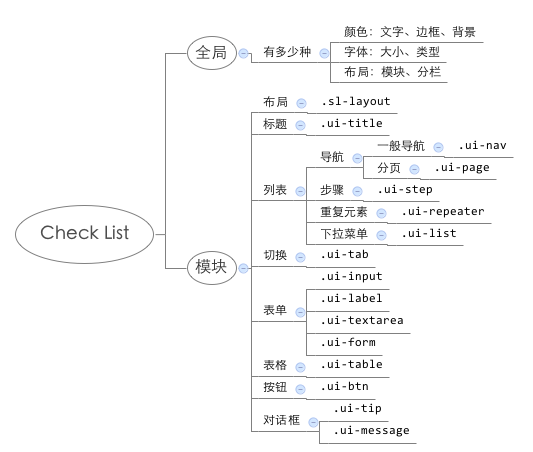 Check List
全局
有多少种
颜色：文字、边框、背景
字体：大小、类型
布局：模块、分栏
模块
布局 .sl-layout
标题 .ui-title
列表
导航
一般导航 .ui-nav
分页 .ui-page
步骤 .ui-step
重复元素 .ui-repeater
下拉菜单 .ui-list
切换 .ui-tab
表单
.ui-input
.ui-label
.ui-textarea
.ui-form
表格 .ui-table
按钮 .ui-btn
对话框
.ui-tip
.ui-message